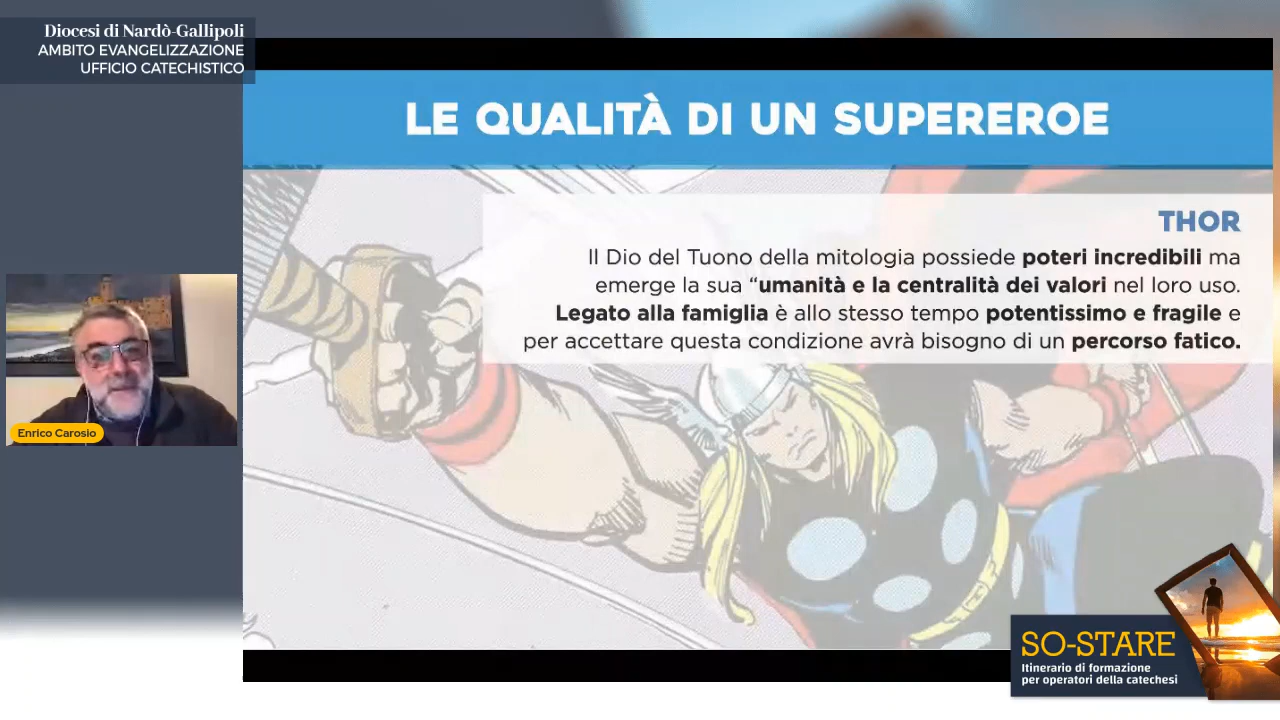 Diocesi di Nardò-Gallipoli
AMBITO EVANGELIZZAZIONE
UFFICIO CATECHISTICO
LE QUALITÀ DI UN SUPEREROE
THOR
Il Dio del Tuono della mitologia possiede poteri incredibili ma
emerge la sua “umanità e la centralità dei valori nel loro uso.
Legato alla famiglia è allo stesso tempo potentissimo e fragile e
per accettare questa condizione avrà bisogno di un percorso fatico.
Enrico Carosio
SO-STARE
Itinerario di formazione
per operatori della catechesi